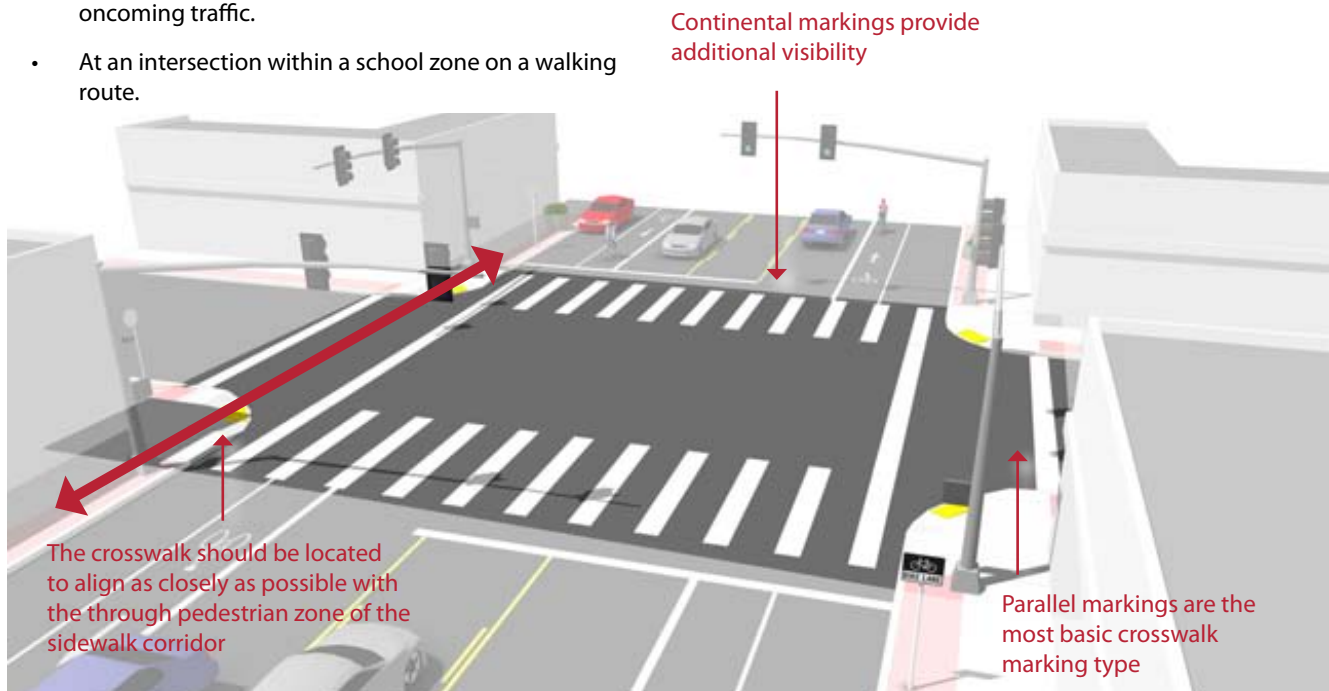 oncoming traffic.
• At an intersection within a school zone on a walking
route.
Continental markings provide
additional visibility
The crosswalk should be located
to align as closely as possible with
the through pedestrian zone of the
sidewalk corridor
BIKE LANE
Parallel markings are the
most basic crosswalk
marking type